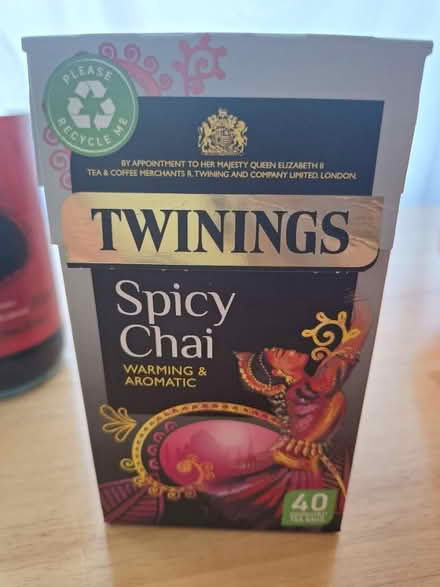 PLEASE
RECYCLE ME
BY APPOINTMENT TO HER MAJESTY QUEEN ELIZABETH II
TEA & COFFEE MERCHANTS R. TWINING AND COMPANY LIMITED. LONDON.
TWININGS
Spicy
Chai
WARMING &
AROMATIC
40
TEA BAGS